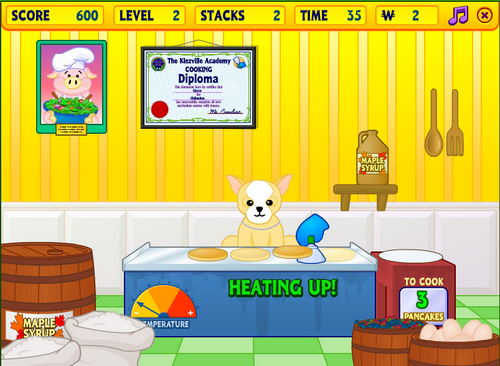 SCORE 600 LEVEL 2 STACKS 2 TIME 35 ₩ 2
The Kinzville Academy
COOKING
Diploma
MAPLE
SYRUP
HEATING UP!
TEMPERATURE
+
TO COOK
3
PANCAKES
MAPLE
SYRUP